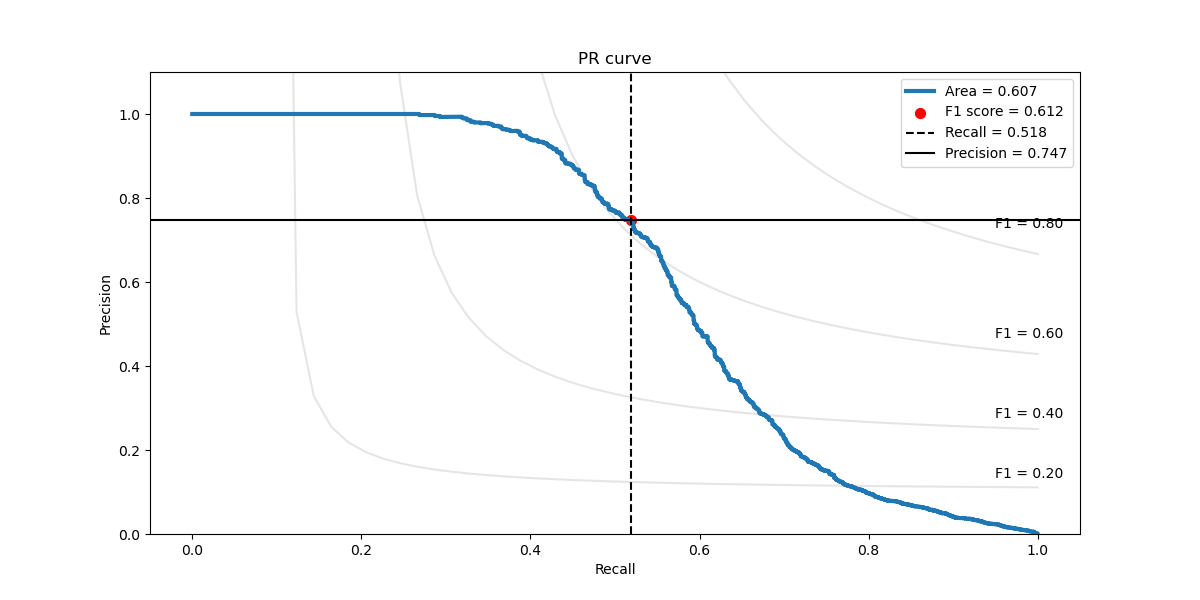 PR curve
Area = 0.607
F1 score = 0.612
Recall = 0.518
Precision = 0.747
F1 = 0.80
F1 = 0.60
F1 = 0.40
F1 = 0.20
Precision
1.0
0.8
0.6
0.4
0.2
0.0
0.0 0.2 0.4 0.6 0.8 1.0
Recall